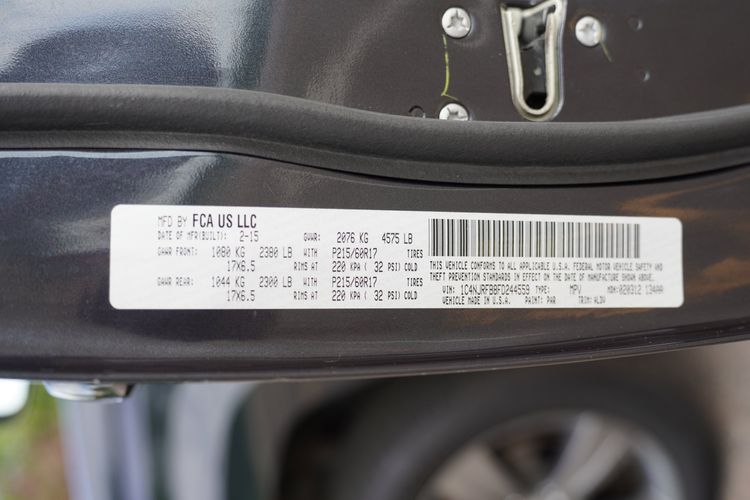 MFD BY FCA US LLC
DATE OF MFR(BUILT): 2-15 GVWR: 2076 KG 4575 LB
GAWR FRONT: 1080 KG 2380 LB WITH P215/60R17 TIRES
17X6.5 RIMS AT 220 KPA ( 32 PSI) COLD
GAWR REAR: 1044 KG 2300 LB WITH P215/60R17 TIRES
17X6.5 RIMS AT 220 KPA ( 32 PSI) COLD
THIS VEHICLE CONFORMS TO ALL APPLICABLE U.S.A. FEDERAL MOTOR VEHICLE SAFETY AND
THEFT PREVENTION STANDARDS IN EFFECT ON THE DATE OF MANUFACTURE SHOWN ABOVE.
VIN: 1C4NJRFB8FD244559 TYPE: MPV MDH: 020312 134AA
VEHICLE MADE IN: U.S.A. PAINT: PAR TRIM: ALDV